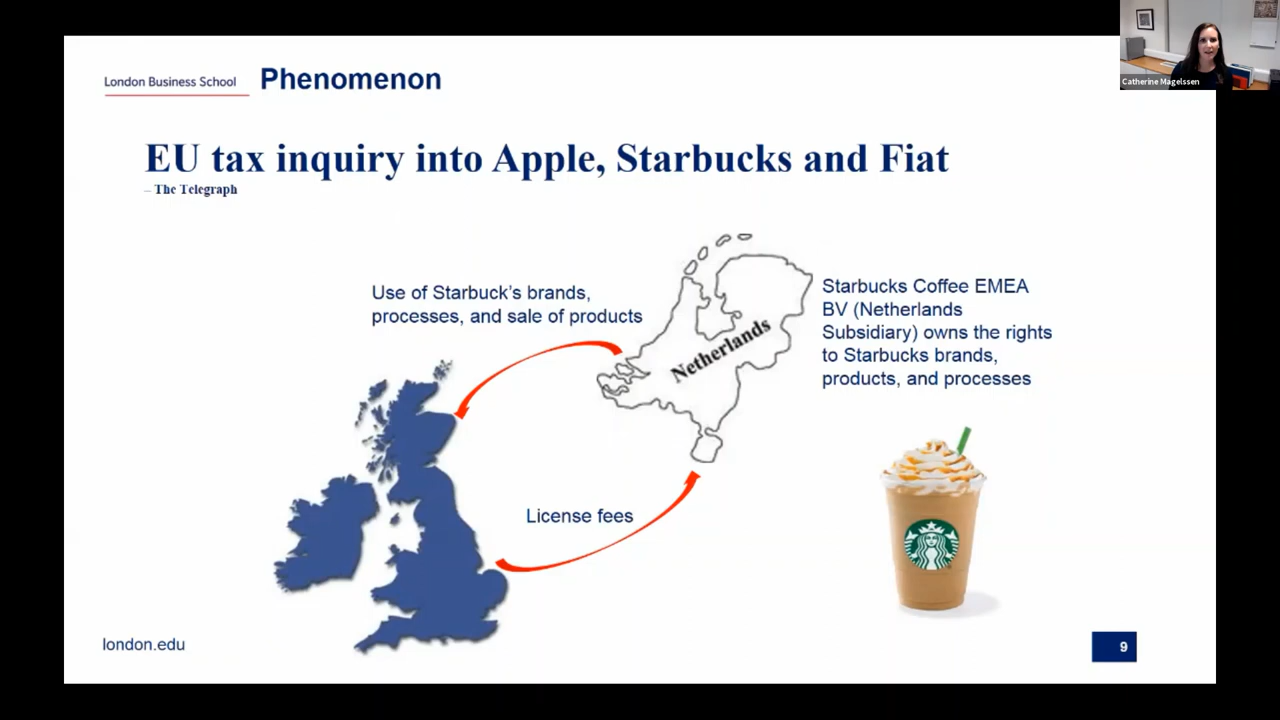 Catherine Magelssen
London Business School
Phenomenon
EU tax inquiry into Apple, Starbucks and Fiat
– The Telegraph
Use of Starbuck's brands,
processes, and sale of products
Netherlands
Starbucks Coffee EMEA
BV (Netherlands
Subsidiary) owns the rights
to Starbucks brands,
products, and processes
License fees
london.edu
9